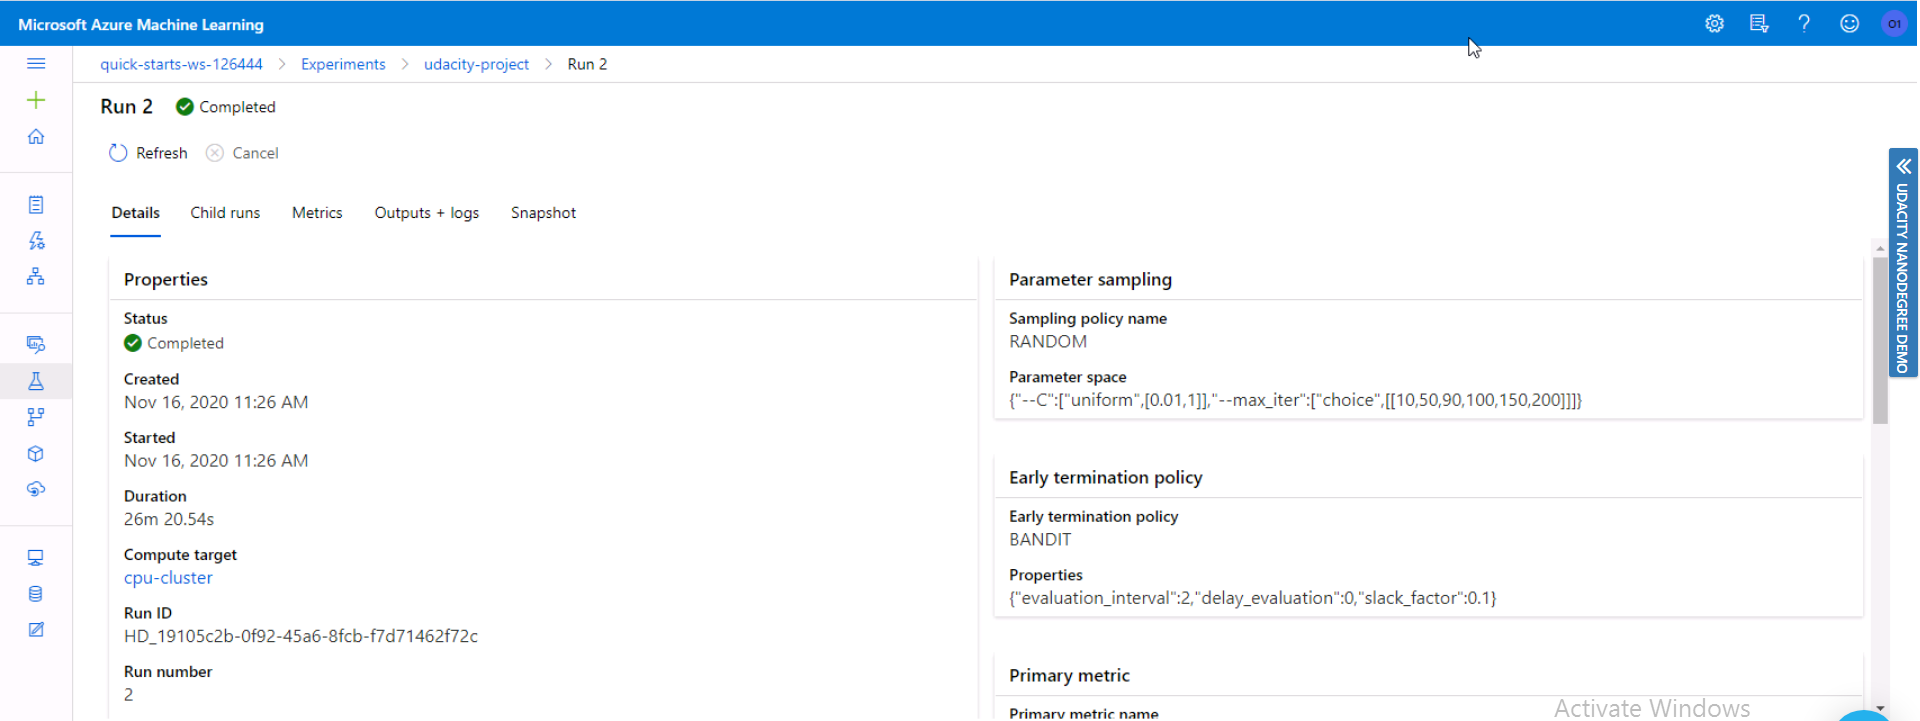 Microsoft Azure Machine Learning
O1
quick-starts-ws-126444 > Experiments > udacity-project > Run 2
Run 2 Completed
Refresh Cancel
Details Child runs Metrics Outputs + logs Snapshot
Properties
Status
Completed
Created
Nov 16, 2020 11:26 AM
Started
Nov 16, 2020 11:26 AM
Duration
26m 20.54s
Compute target
cpu-cluster
Run ID
HD_19105c2b-0f92-45a6-8fcb-f7d71462f72c
Run number
2
Parameter sampling
Sampling policy name
RANDOM
Parameter space
{"--C":["uniform",[0.01,1]],"--max_iter":["choice",[[10,50,90,100,150,200]]]}
Early termination policy
Early termination policy
BANDIT
Properties
{"evaluation_interval":2,"delay_evaluation":0,"slack_factor":0.1}
Primary metric
Primary metric name
UDACITY NANODEGREE DEMO
Activate Windows